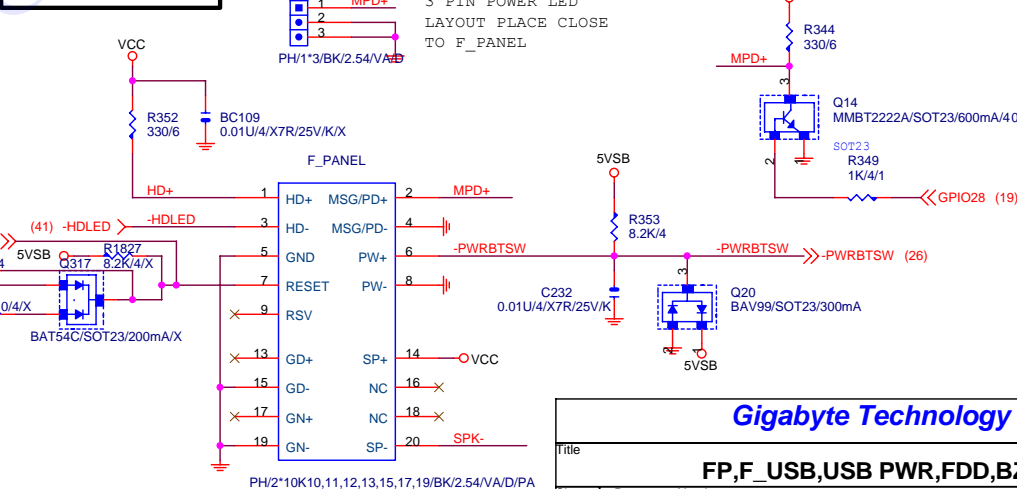 1
MPD+
3 PIN POWER LED
2
LAYOUT PLACE CLOSE
3
TO F_PANEL
PH/1*3/BK/2.54/VA/D
VCC
R352
330/6
BC109
0.01U/4/X7R/25V/K/X
R344
330/6
MPD+
3
Q14
MMBT2222A/SOT23/600mA/40
SOT23
2
1
R349
1K/4/1
GPIO28 (19)
F_PANEL
HD+
1
HD+
MSG/PD+
2
MPD+
(41) -HDLED
-HDLED
3
HD-
MSG/PD-
4
5VSB
R1827
8.2K/4/X
5
GND
PW+
6
-PWRBTSW
Q317
7
RESET
PW-
8
0/4/X
BAT54C/SOT23/200mA/X
9
RSV
13
GD+
SP+
14
VCC
15
GD-
NC
16
17
GN+
NC
18
19
GN-
SP-
20
SPK-
PH/2*10K10,11,12,13,15,17,19/BK/2.54/VA/D/PA
5VSB
R353
8.2K/4
-PWRBTSW
-PWRBTSW (26)
C232
0.01U/4/X7R/25V/K
3
Q20
BAV99/SOT23/300mA
2
1
5VSB
Gigabyte Technology
Title
FP,F_USB,USB PWR,FDD,BZ